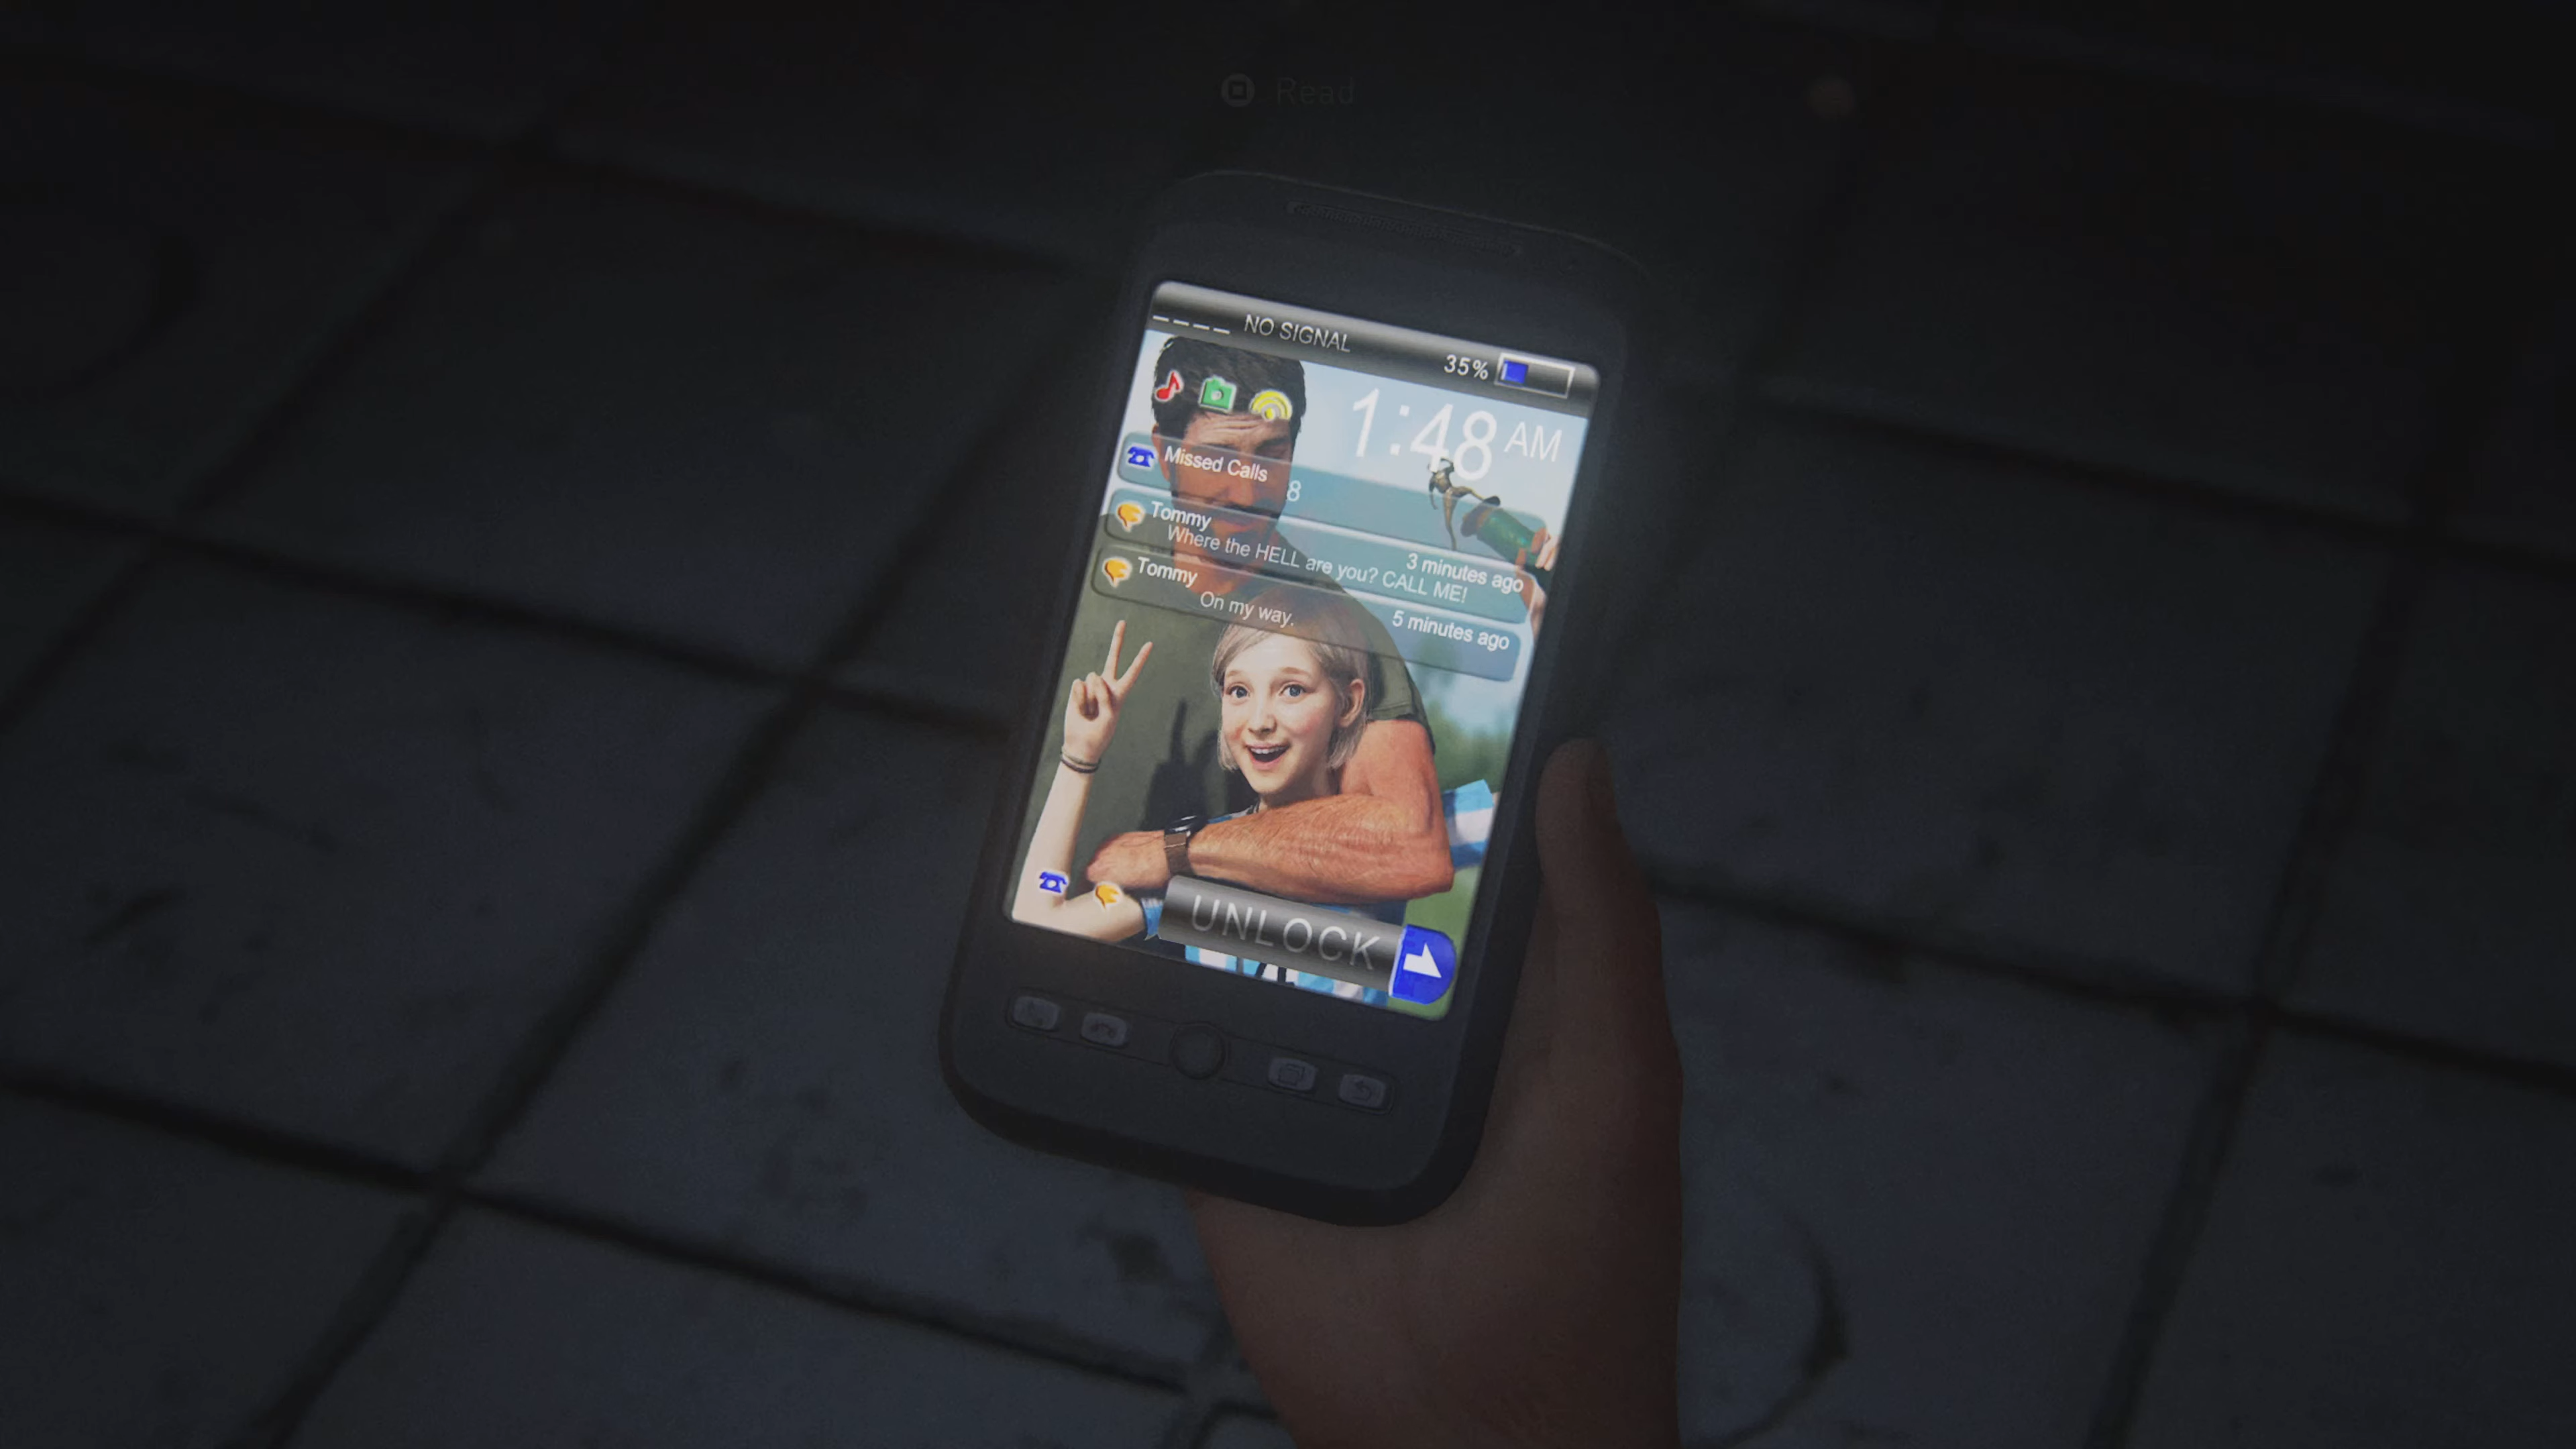 Read
NO SIGNAL
35%
1:48 AM
Missed Calls
8
Tommy
3 minutes ago
Where the HELL are you? CALL ME!
Tommy
5 minutes ago
On my way.
UNLOCK